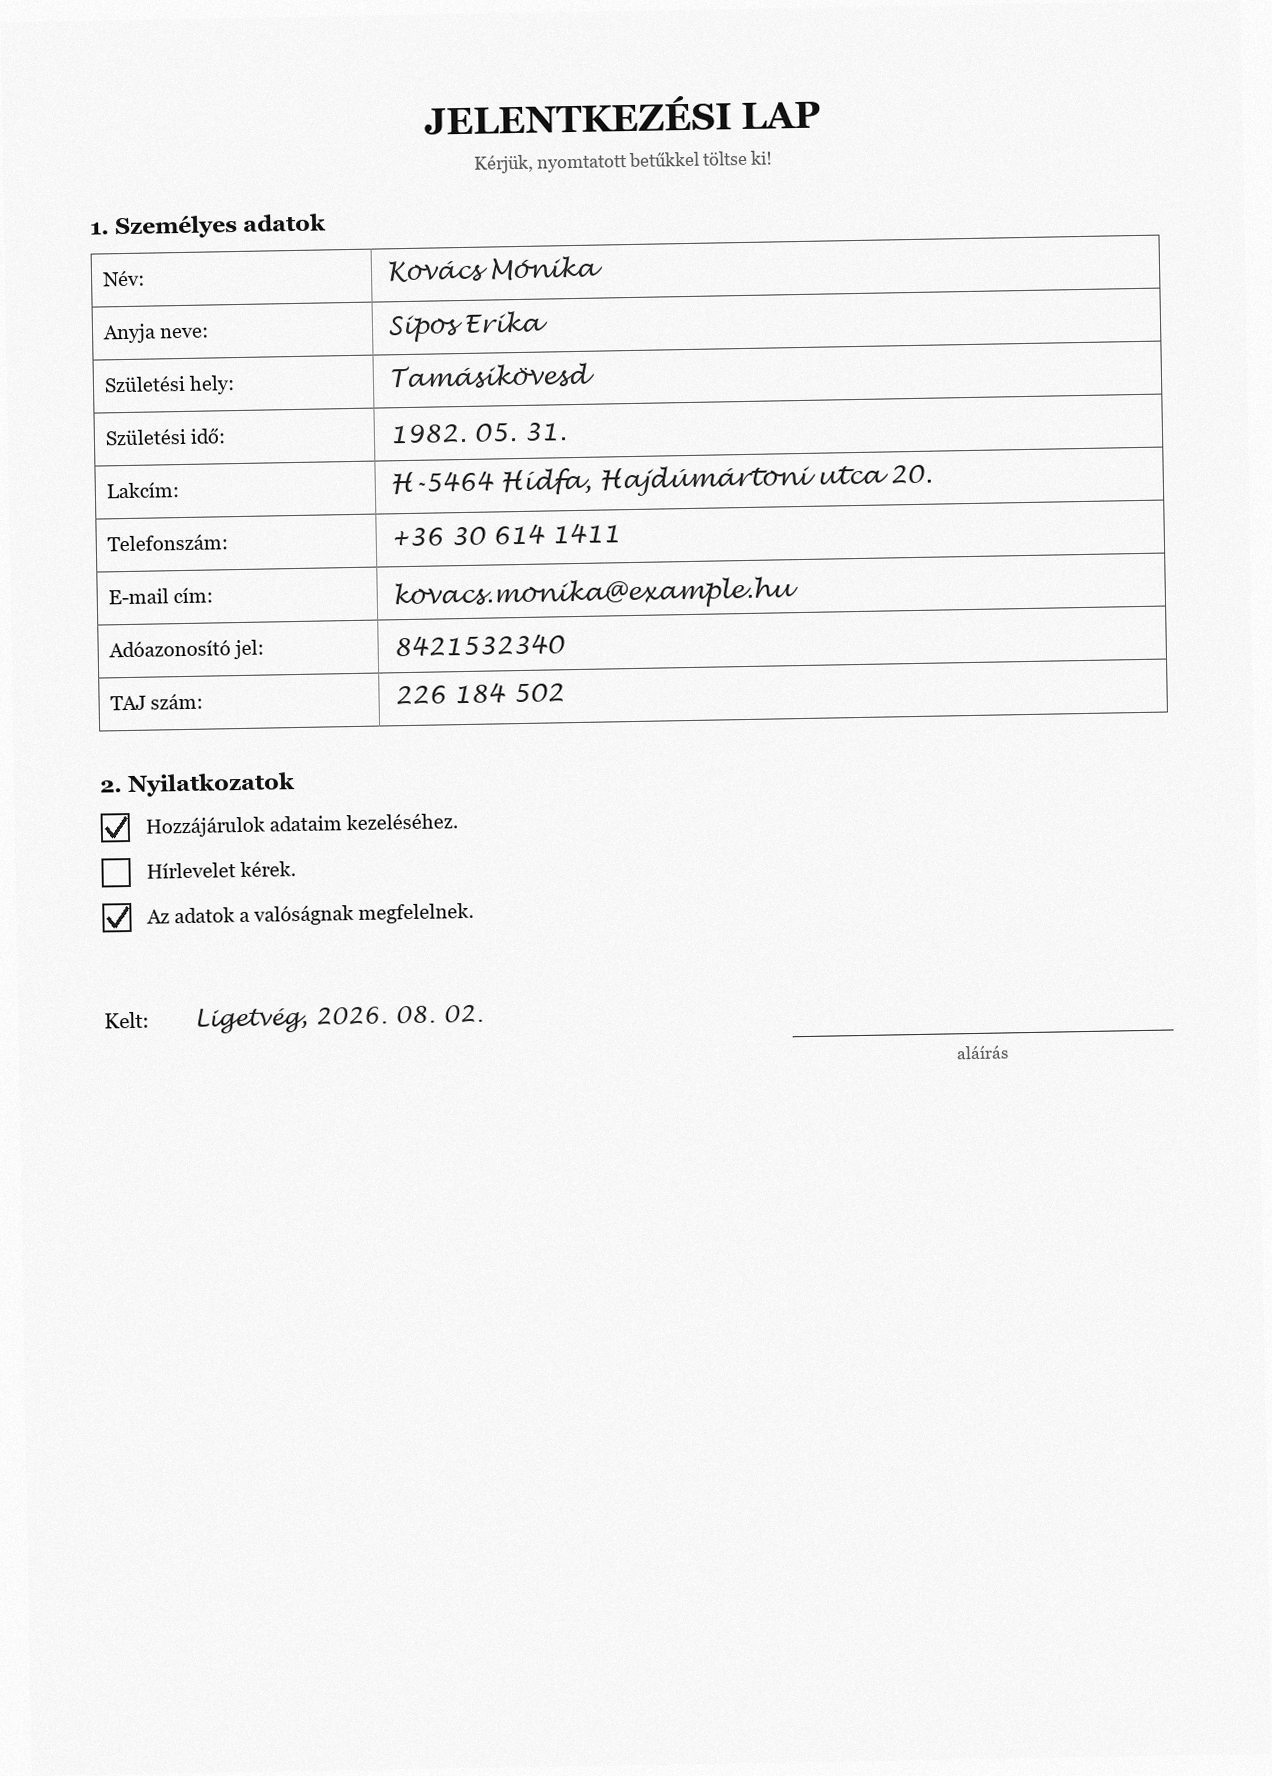 JELENTKEZÉSI LAP
Kérjük, nyomtatott betűkkel töltse ki!
1. Személyes adatok
Név: Kovács Mónika
Anyja neve: Sipos Erika
Születési hely: Tamásikövesd
Születési idő: 1982. 05. 31.
Lakcím: H-5464 Hídfa, Hajdúmártoni utca 20.
Telefonszám: +36 30 614 1411
E-mail cím: kovacs.monika@example.hu
Adóazonosító jel: 8421532340
TAJ szám: 226 184 502
2. Nyilatkozatok
Hozzájárulok adataim kezeléséhez.
Hírlevelet kérek.
Az adatok a valóságnak megfelelnek.
Kelt: Ligetvég, 2026. 08. 02.
aláírás